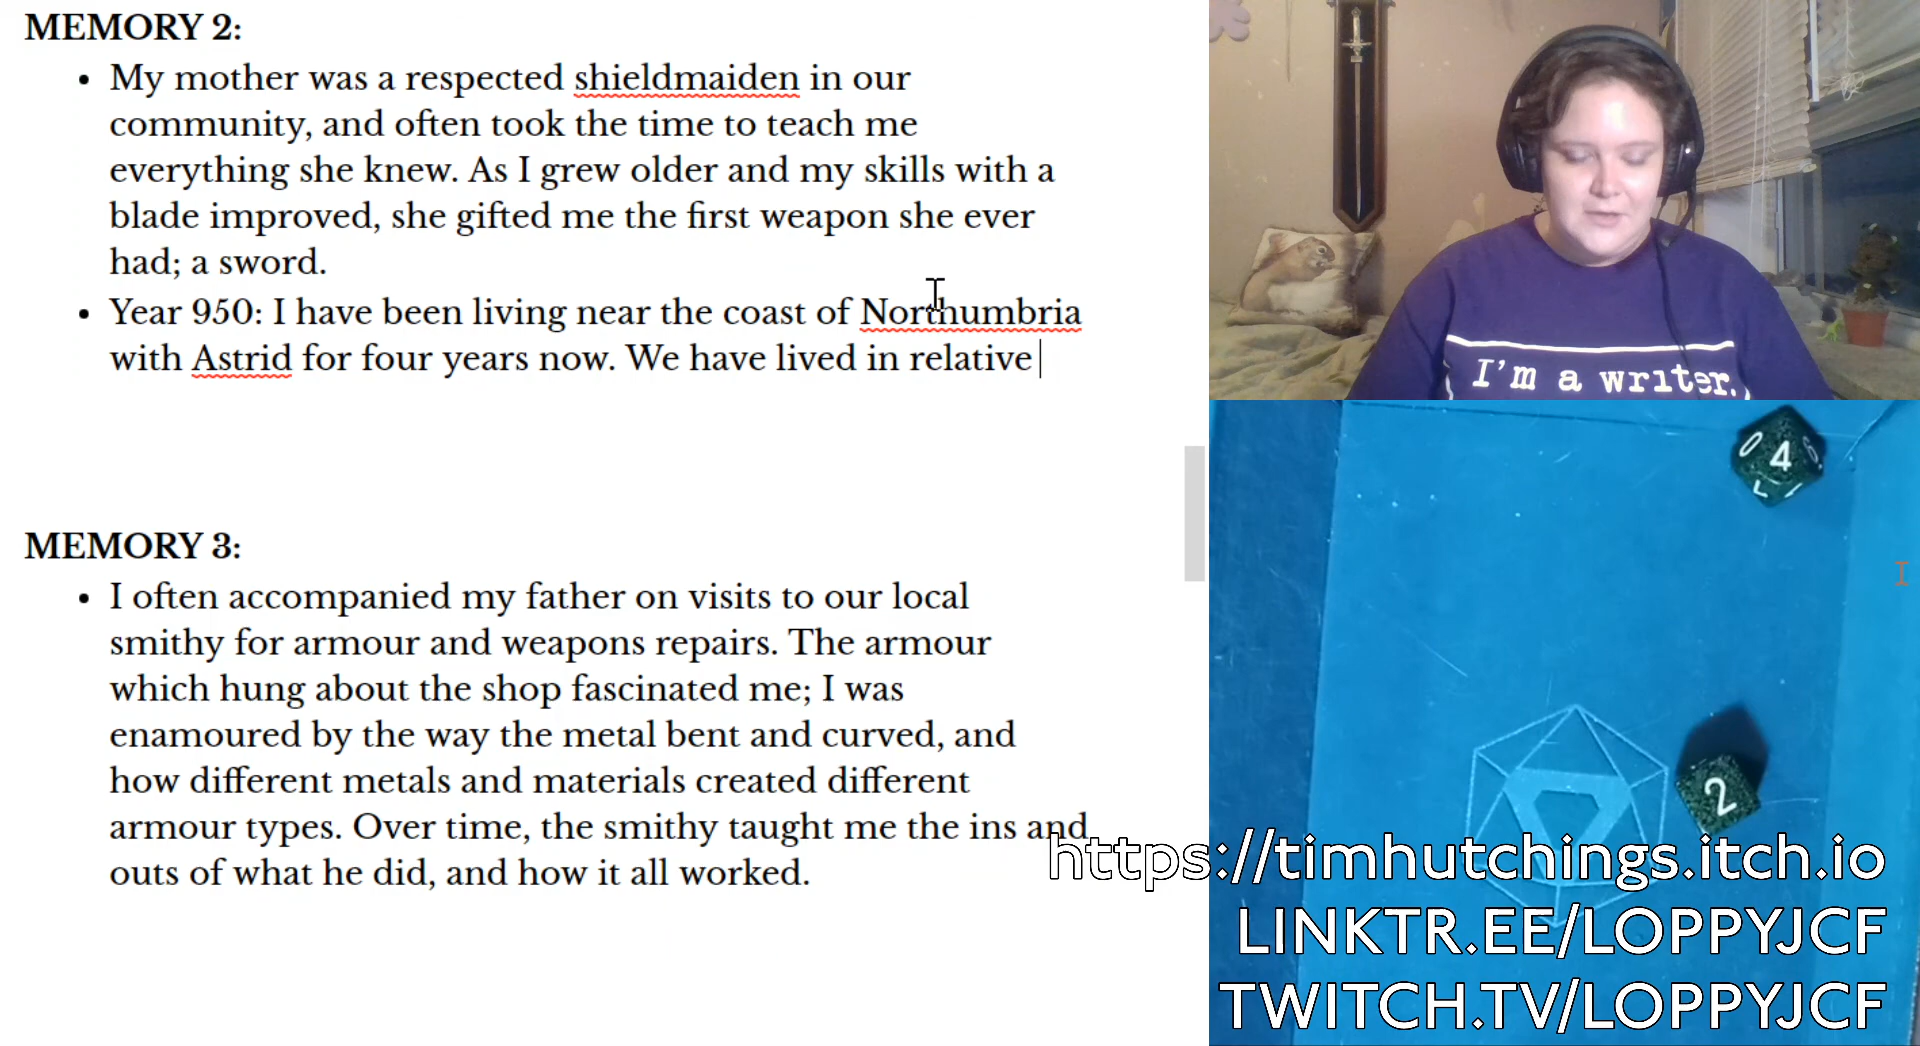 MEMORY 2:
• My mother was a respected shieldmaiden in our
community, and often took the time to teach me
everything she knew. As I grew older and my skills with a
blade improved, she gifted me the first weapon she ever
had; a sword.
• Year 950: I have been living near the coast of Northumbria
with Astrid for four years now. We have lived in relative
MEMORY 3:
• I often accompanied my father on visits to our local
smithy for armour and weapons repairs. The armour
which hung about the shop fascinated me; I was
enamoured by the way the metal bent and curved, and
how different metals and materials created different
armour types. Over time, the smithy taught me the ins and
outs of what he did, and how it all worked.
I'm a writer.
0 4
2
https://timhutchings.itch.io
LINKTR.EE/LOPPYJCF
TWITCH.TV/LOPPYJCF